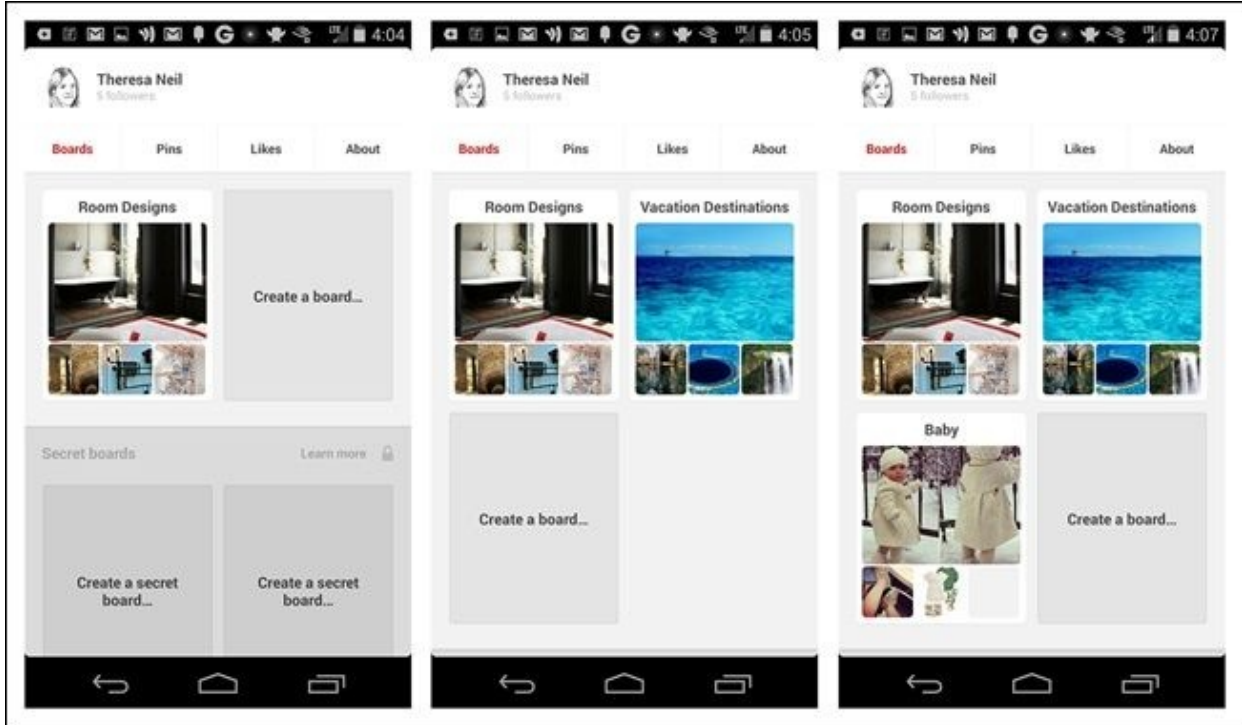 4:04
Theresa Neil
5 followers
Boards Pins Likes About
Room Designs
Create a board...
Secret boards Learn more
Create a secret
board...
Create a secret
board...
4:05
Theresa Neil
5 followers
Boards Pins Likes About
Room Designs Vacation Destinations
Create a board...
4:07
Theresa Neil
5 followers
Boards Pins Likes About
Room Designs Vacation Destinations
Baby
Create a board...